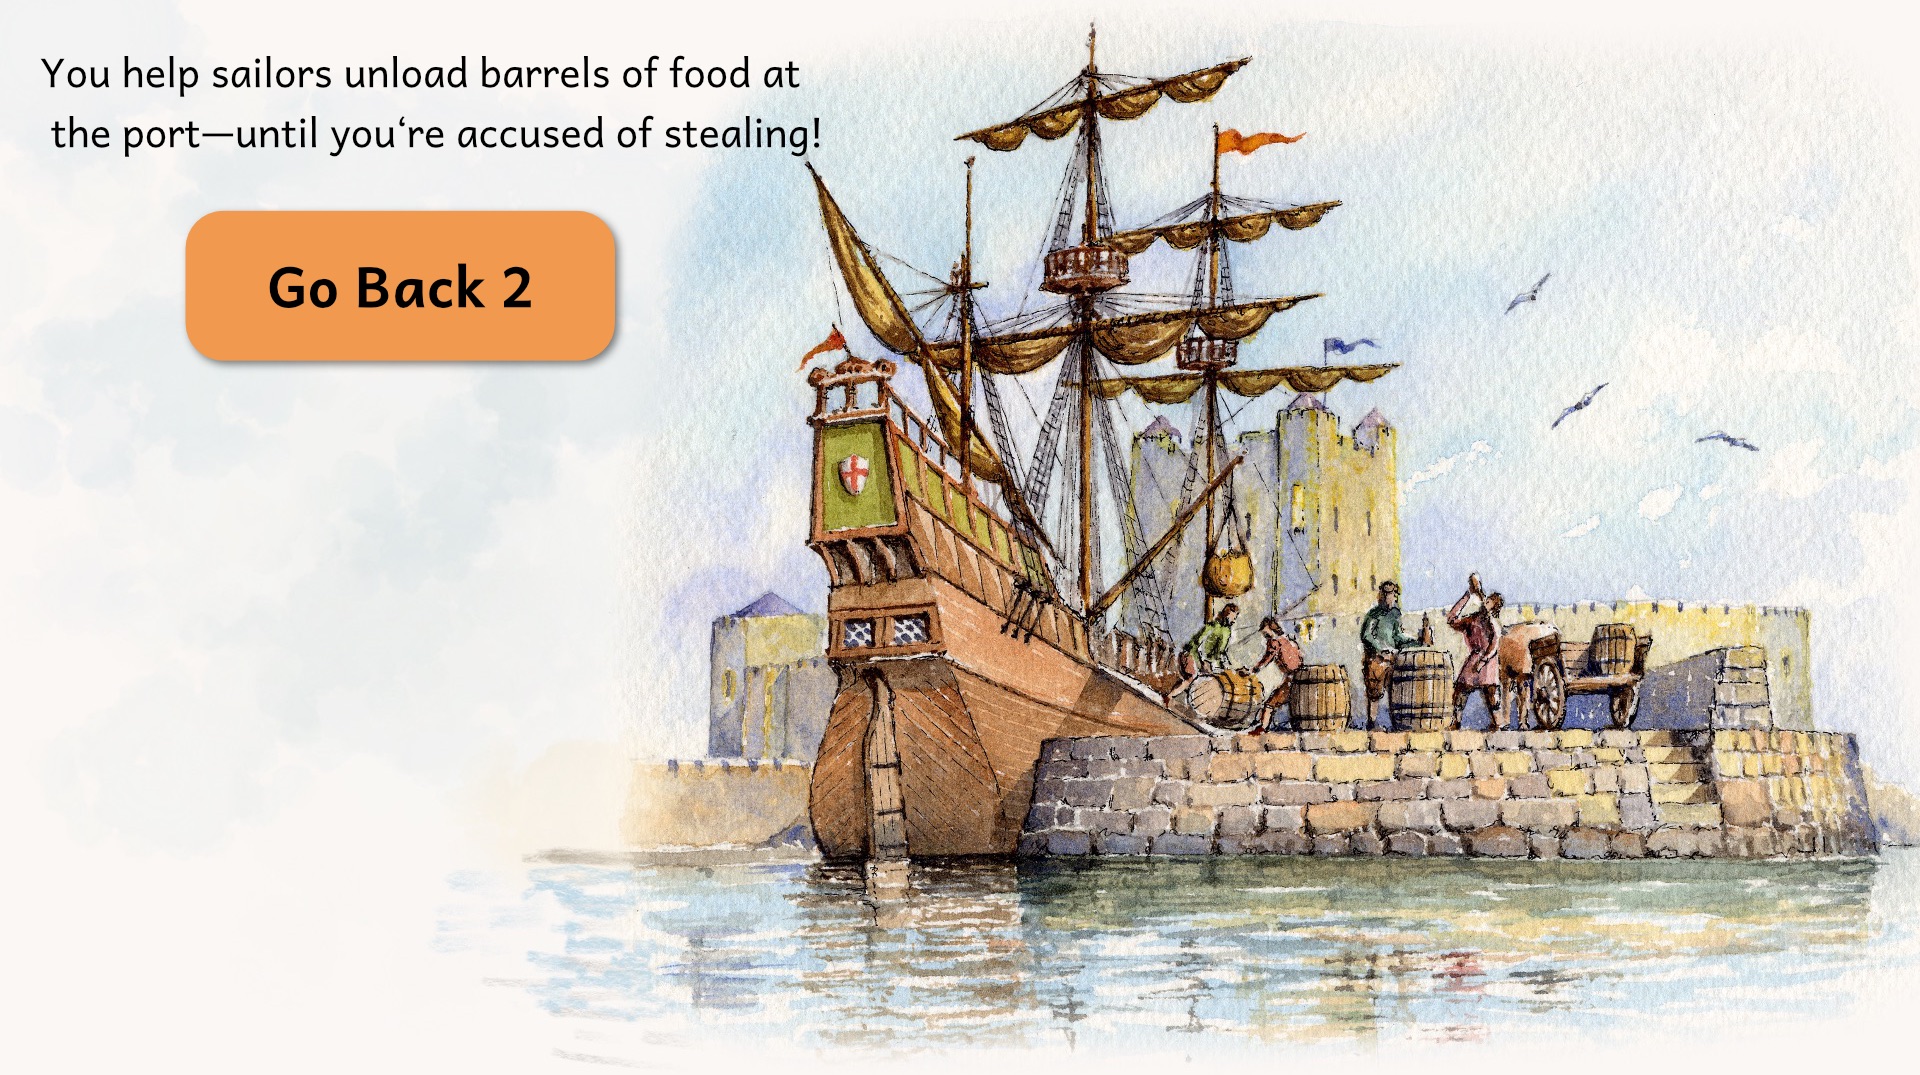 You help sailors unload barrels of food at
the port—until you‘re accused of stealing!
Go Back 2